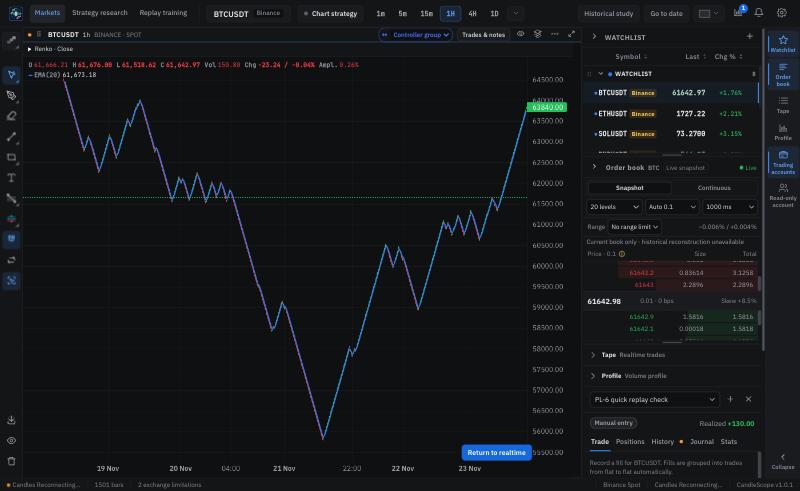 Markets Strategy research Replay training BTCUSDT Binance Chart strategy 1m 5m 15m 1H 4H 1D Historical study Go to date 1
BTCUSDT 1h BINANCE · SPOT Controller group Trades & notes
Renko · Close
O 61,666.21 H 61,676.00 L 61,518.62 C 61,642.97 Vol 150.80 Chg -23.24 / -0.04% Ampl. 0.26%
EMA(20) 61,673.18
64500.00
64000.00
63840.00
63500.00
63000.00
62500.00
62000.00
61500.00
61000.00
60500.00
60000.00
59500.00
59000.00
58500.00
58000.00
57500.00
57000.00
56500.00
56000.00
55500.00
19 Nov 20 Nov 04:00 21 Nov 22:00 22 Nov 23 Nov
Return to realtime
WATCHLIST
Symbol Last Chg %
WATCHLIST 8
BTCUSDT Binance 61642.97 +1.76%
ETHUSDT Binance 1727.22 +2.21%
SOLUSDT Binance 73.2700 +3.15%
Order book BTC Live snapshot Live
Snapshot Continuous
20 levels Auto 0.1 1000 ms
Range No range limit −0.006% / +0.004%
Current book only · historical reconstruction unavailable
Price · 0.1 Size Total
61643.2 0.83614 3.1258
61643 2.2896 2.2896
61642.98 0.01 · 0 bps Skew +8.5%
61642.9 1.5816 1.5816
61642.1 0.00018 1.5818
Tape Realtime trades
Profile Volume profile
PL-6 quick replay check
Manual entry Realized +130.00
Trade Positions History Journal Stats
Record a fill for BTCUSDT. Fills are grouped into trades
from flat to flat automatically.
Watchlist
Order
book
Tape
Profile
Trading
accounts
Read-only
account
Collapse
Candles Reconnecting... 1501 bars 2 exchange limitations Binance Spot Candles Reconnecting... CandleScope v1.0.1